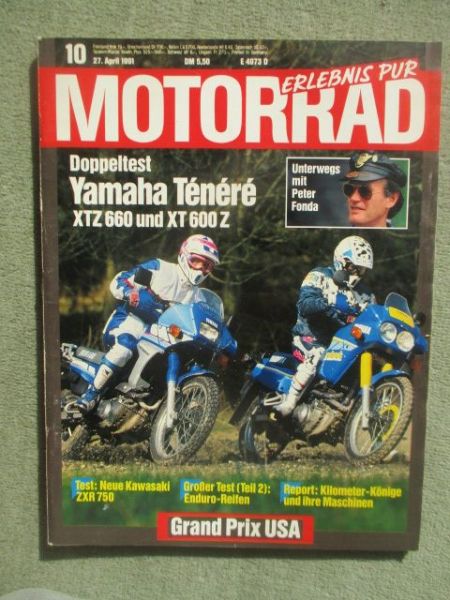 10
27. April 1991
DM 5,50
E 4973 D
ERLEBNIS PUR
MOTORRAD
Doppeltest
Yamaha Ténéré
XTZ 660 und XT 600 Z
Unterwegs
mit
Peter
Fonda
Test: Neue Kawasaki
ZXR 750
Großer Test (Teil 2):
Enduro-Reifen
Report: Kilometer-Könige
und ihre Maschinen
Grand Prix USA